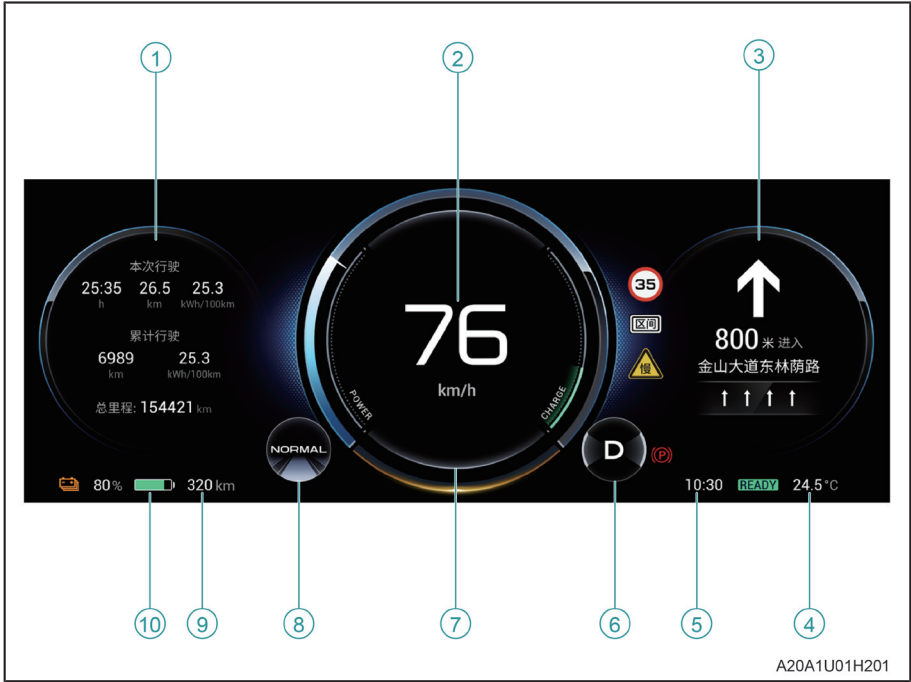 ① ② ③
本次行驶
25:35 26.5 25.3
h km kWh/100km
累计行驶
6989 25.3
km kWh/100km
总里程: 154421 km
76
km/h
POWER
CHARGE
35
区间
慢
800 米 进入
金山大道东林荫路
NORMAL
D
(P)
80% 320 km
10:30 READY 24.5°C
⑩ ⑨ ⑧ ⑦ ⑥ ⑤ ④
A20A1U01H201